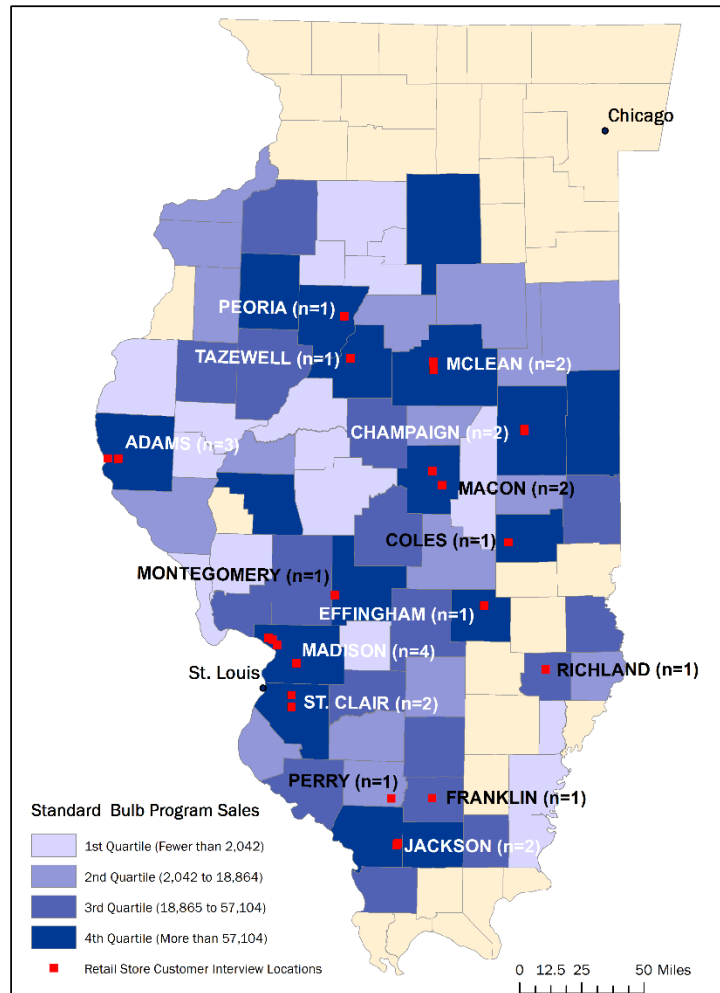 Chicago
PEORIA (n=1)
TAZEWELL (n=1)
MCLEAN (n=2)
CHAMPAIGN (n=2)
ADAMS (n=3)
MACON (n=2)
COLES (n=1)
MONTEGOMERY (n=1)
EFFINGHAM (n=1)
MADISON (n=4)
RICHLAND (n=1)
St. Louis
ST. CLAIR (n=2)
PERRY (n=1)
FRANKLIN (n=1)
JACKSON (n=2)
Standard Bulb Program Sales
1st Quartile (Fewer than 2,042)
2nd Quartile (2,042 to 18,864)
3rd Quartile (18,865 to 57,104)
4th Quartile (More than 57,104)
Retail Store Customer Interview Locations
0 12.5 25 50 Miles